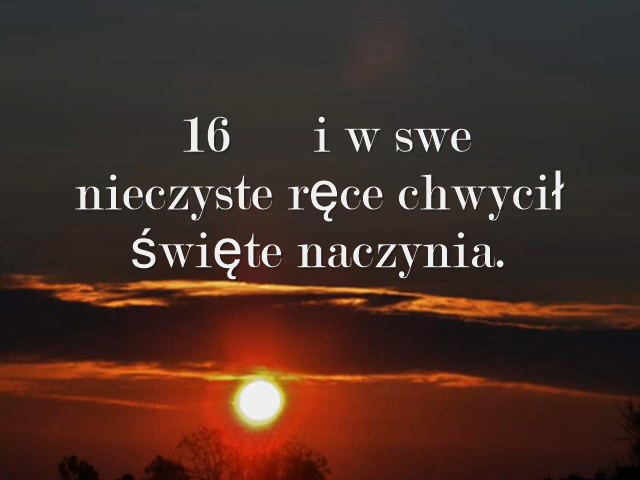 16 i w swe
nieczyste ręce chwycił
święte naczynia.